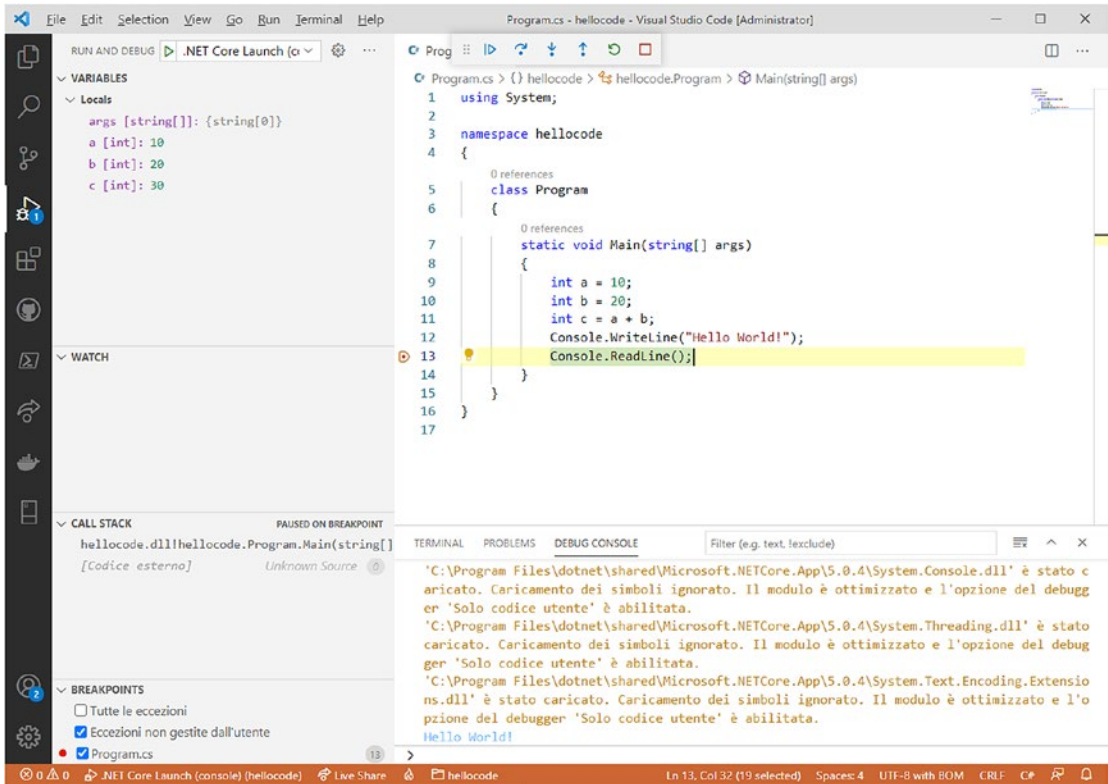 File Edit Selection View Go Run Terminal Help
Program.cs - hellocode - Visual Studio Code [Administrator]
RUN AND DEBUG .NET Core Launch (co
VARIABLES
Locals
args [string[]]: {string[0]}
a [int]: 10
b [int]: 20
c [int]: 30
WATCH
CALL STACK PAUSED ON BREAKPOINT
hellocode.dll!hellocode.Program.Main(string[]
[Codice esterno] Unknown Source 0
BREAKPOINTS
Tutte le eccezioni
Eccezioni non gestite dall'utente
Program.cs 13
1
2
C# Prog
C# Program.cs > {} hellocode > hellocode.Program > Main(string[] args)
1 using System;
2
3 namespace hellocode
4 {
0 references
5 class Program
6 {
0 references
7 static void Main(string[] args)
8 {
9 int a = 10;
10 int b = 20;
11 int c = a + b;
12 Console.WriteLine("Hello World!");
13 Console.ReadLine();
14 }
15 }
16 }
17
TERMINAL PROBLEMS DEBUG CONSOLE Filter (e.g. text, !exclude)
'C:\Program Files\dotnet\shared\Microsoft.NETCore.App\5.0.4\System.Console.dll' è stato c
aricato. Caricamento dei simboli ignorato. Il modulo è ottimizzato e l'opzione del debugg
er 'Solo codice utente' è abilitata.
'C:\Program Files\dotnet\shared\Microsoft.NETCore.App\5.0.4\System.Threading.dll' è stato
caricato. Caricamento dei simboli ignorato. Il modulo è ottimizzato e l'opzione del debug
ger 'Solo codice utente' è abilitata.
'C:\Program Files\dotnet\shared\Microsoft.NETCore.App\5.0.4\System.Text.Encoding.Extensio
ns.dll' è stato caricato. Caricamento dei simboli ignorato. Il modulo è ottimizzato e l'o
pzione del debugger 'Solo codice utente' è abilitata.
Hello World!
0 0 .NET Core Launch (console) (hellocode) Live Share hellocode Ln 13, Col 32 (19 selected) Spaces: 4 UTF-8 with BOM CRLF C#